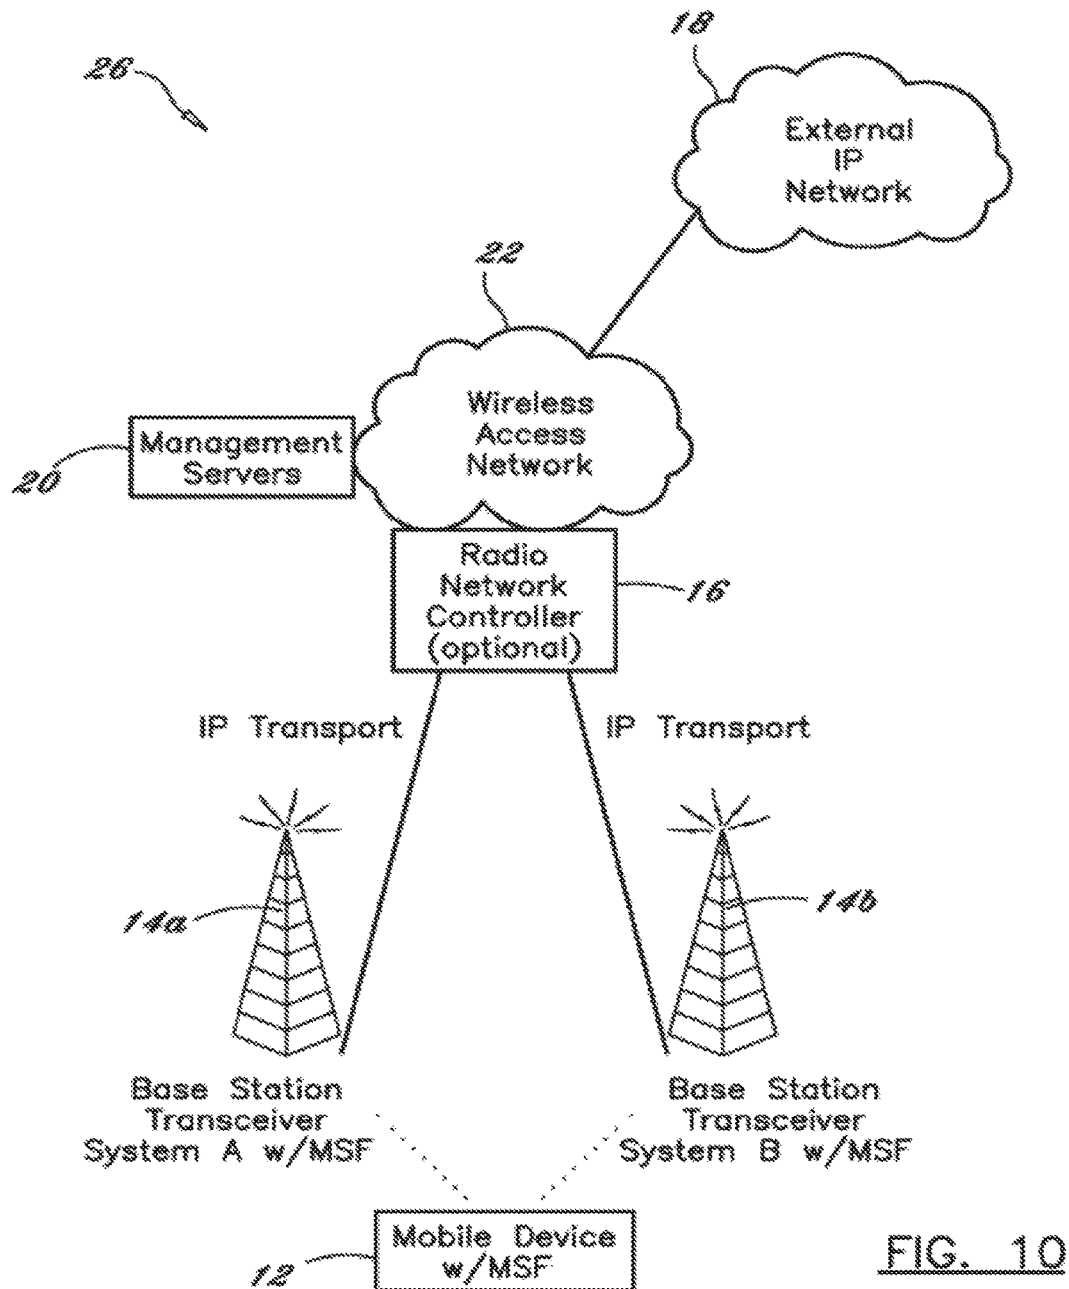 18
26
External
IP
Network
22
Wireless
Access
Network
Management
Servers
20
Radio
Network
Controller
(optional)
16
IP Transport
IP Transport
14a
14b
Base Station
Transceiver
System A w/MSF
Base Station
Transceiver
System B w/MSF
Mobile Device
w/MSF
12
FIG. 10